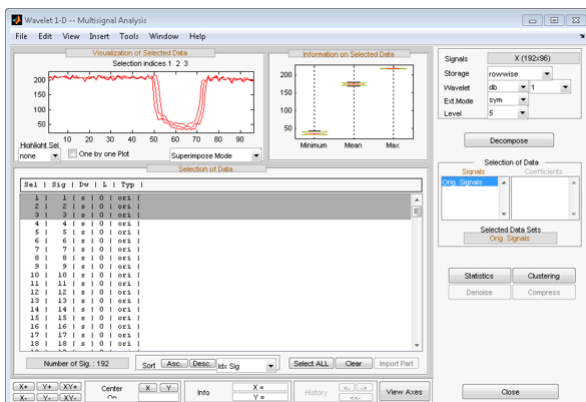 Wavelet 1-D -- Multisignal Analysis
File Edit View Insert Tools Window Help
Visualization of Selected Data
Selection indices 1 2 3
200
150
100
50
10 20 30 40 50 60 70 80 90
Highlight Sel
none
One by one Plot
Superimpose Mode
Information on Selected Data
200
150
100
50
Minimum Mean Max
Selection of Data
Sel | Sig | Dw | L | Typ |
1 | 1 | s | 0 | ori |
2 | 2 | s | 0 | ori |
3 | 3 | s | 0 | ori |
4 | 4 | s | 0 | ori |
5 | 5 | s | 0 | ori |
6 | 6 | s | 0 | ori |
7 | 7 | s | 0 | ori |
8 | 8 | s | 0 | ori |
9 | 9 | s | 0 | ori |
10 | 10 | s | 0 | ori |
11 | 11 | s | 0 | ori |
12 | 12 | s | 0 | ori |
13 | 13 | s | 0 | ori |
14 | 14 | s | 0 | ori |
15 | 15 | s | 0 | ori |
16 | 16 | s | 0 | ori |
17 | 17 | s | 0 | ori |
18 | 18 | s | 0 | ori |
Number of Sig. : 192
Sort Asc. Desc. Idx Sig
Select ALL Clear Import Part
Signals X (192x96)
Storage rowwise
Wavelet db 1
Ext.Mode sym
Level 5
Decompose
Selection of Data
Signals Coefficients
Orig. Signals
Selected Data Sets
Orig. Signals
Statistics Clustering
Denoise Compress
X+ Y+ XY+
X- Y- XY-
Center X Y
On
Info X =
Y =
History <- ->
<<-
View Axes
Close